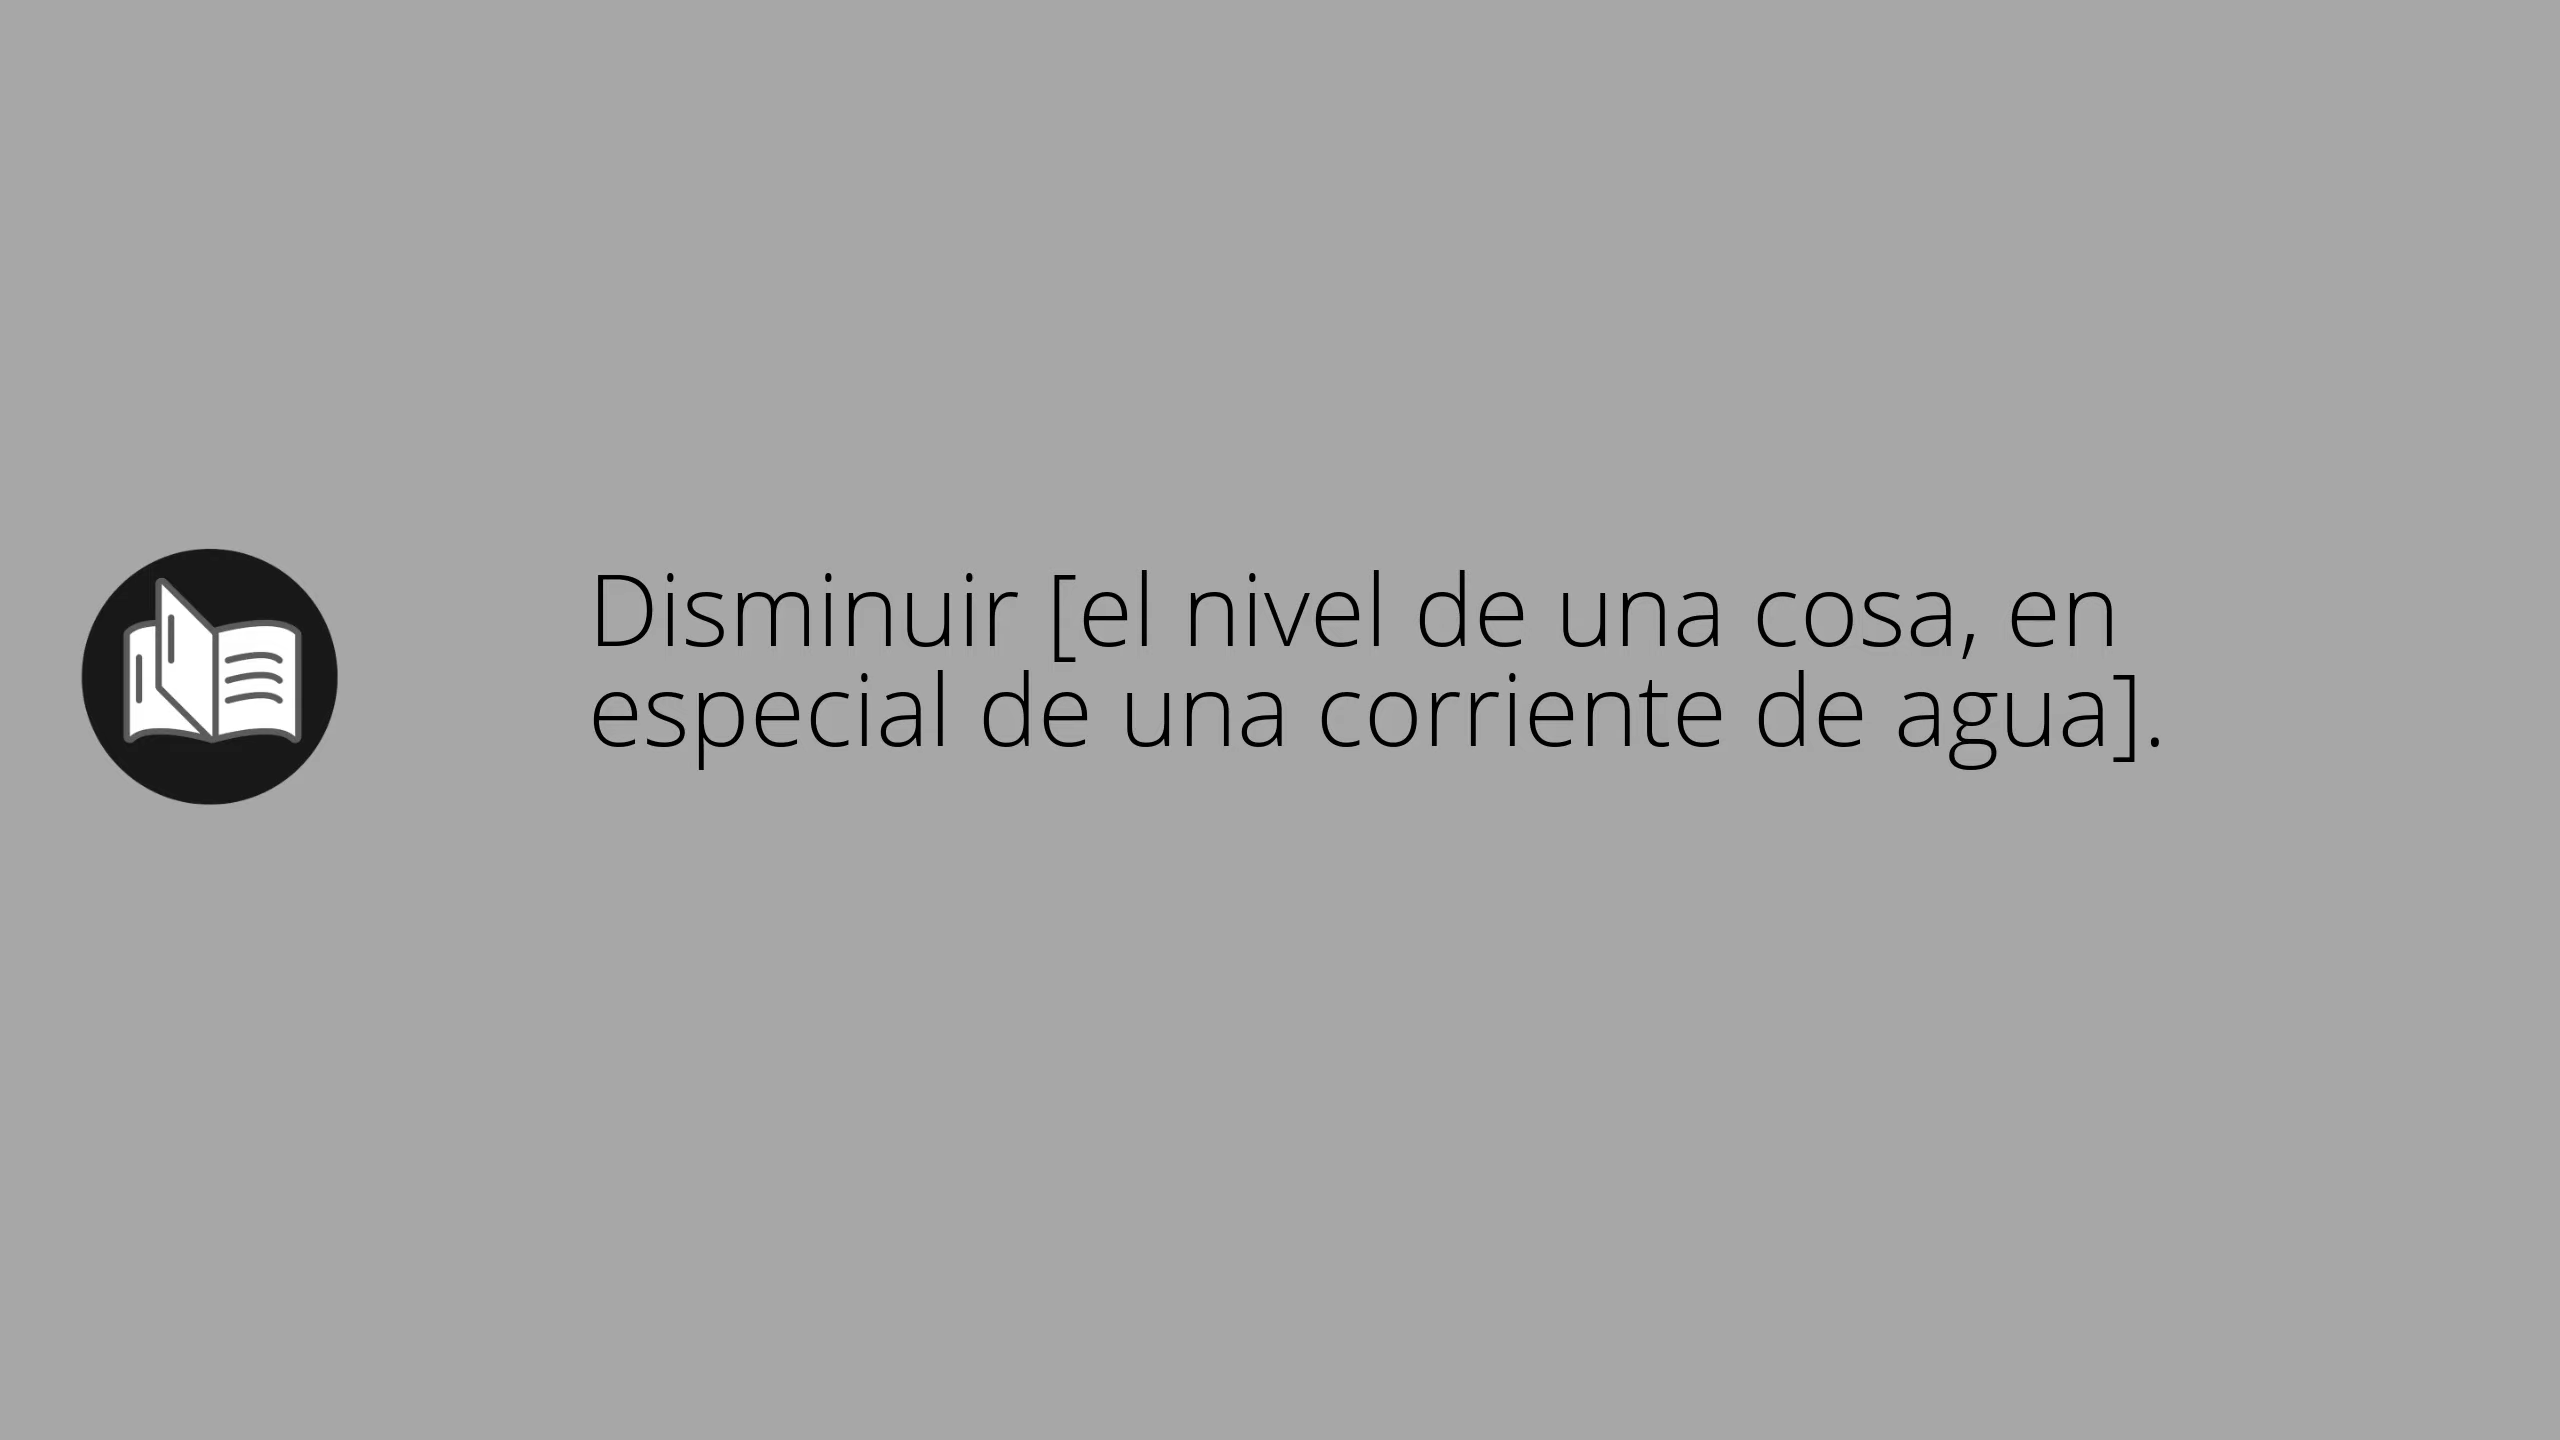 Disminuir [el nivel de una cosa, en
especial de una corriente de agua].